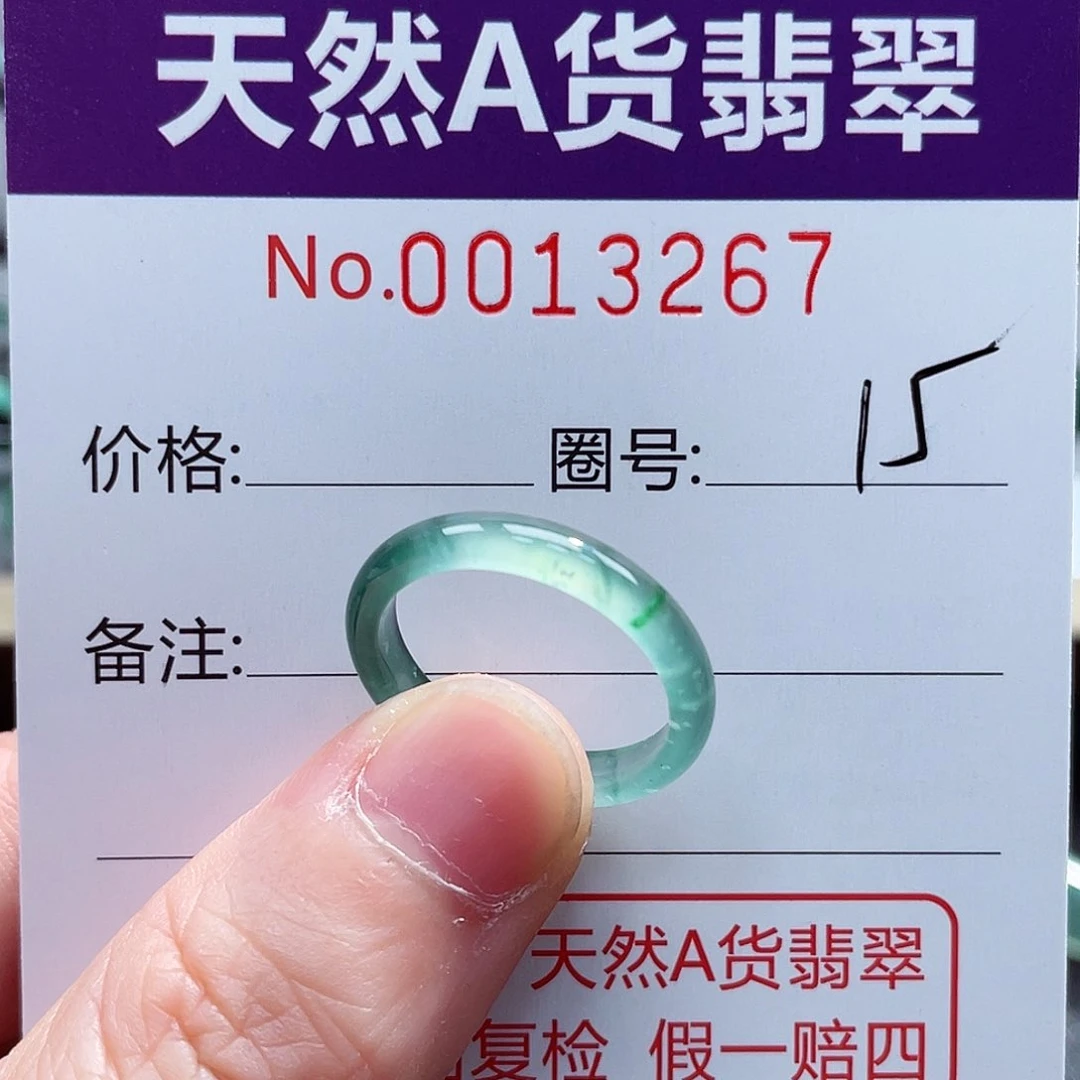 天然A货翡翠
No.0013267
价格: 圈号: 15
备注:
天然A货翡翠
复检 假一赔四